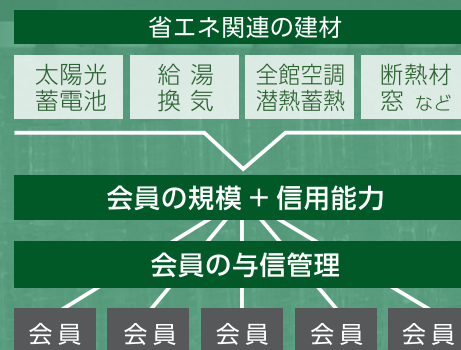 省エネ関連の建材
太陽光
蓄電池
給 湯
換 気
全館空調
潜熱蓄熱
断熱材
窓 など
会員の規模 + 信用能力
会員の与信管理
会員 会員 会員 会員 会員